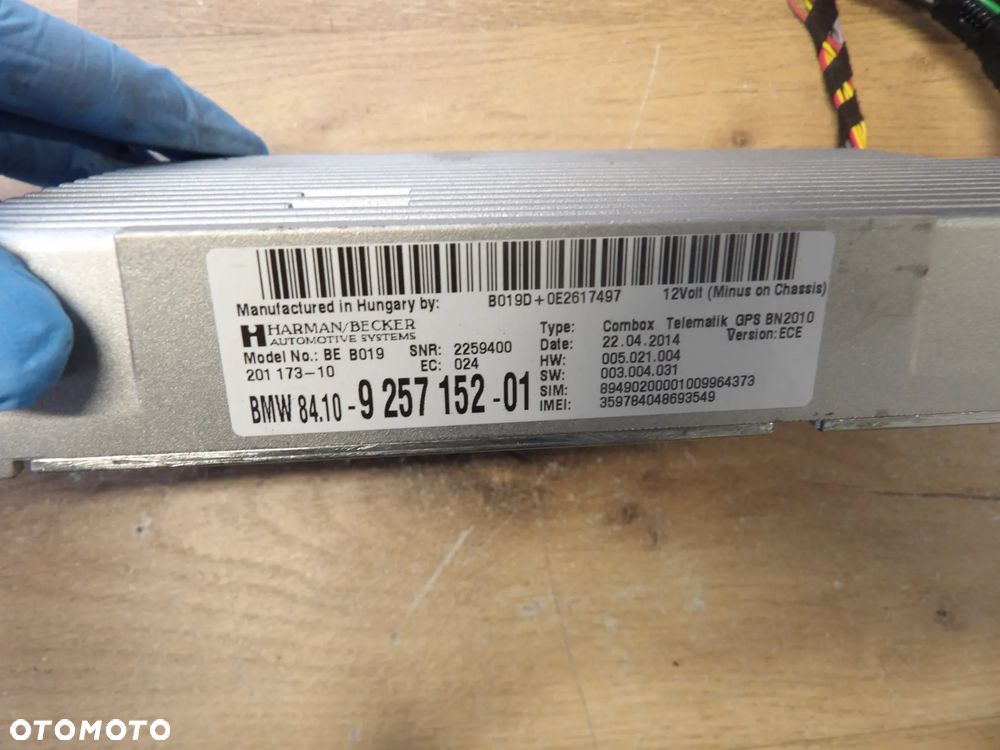 Manufactured in Hungary by: B019D+0E2617497 12Volt (Minus on Chassis)
HARMAN/BECKER
AUTOMOTIVE SYSTEMS
Model No.: BE B019 SNR: 2259400
201 173-10 EC: 024
BMW 84.10-9 257 152-01
Type: Combox Telematik GPS BN2010
Date: 22.04.2014 Version: ECE
HW: 005.021.004
SW: 003.004.031
SIM: 89490200001009964373
IMEI: 359784048693549
OTOMOTO